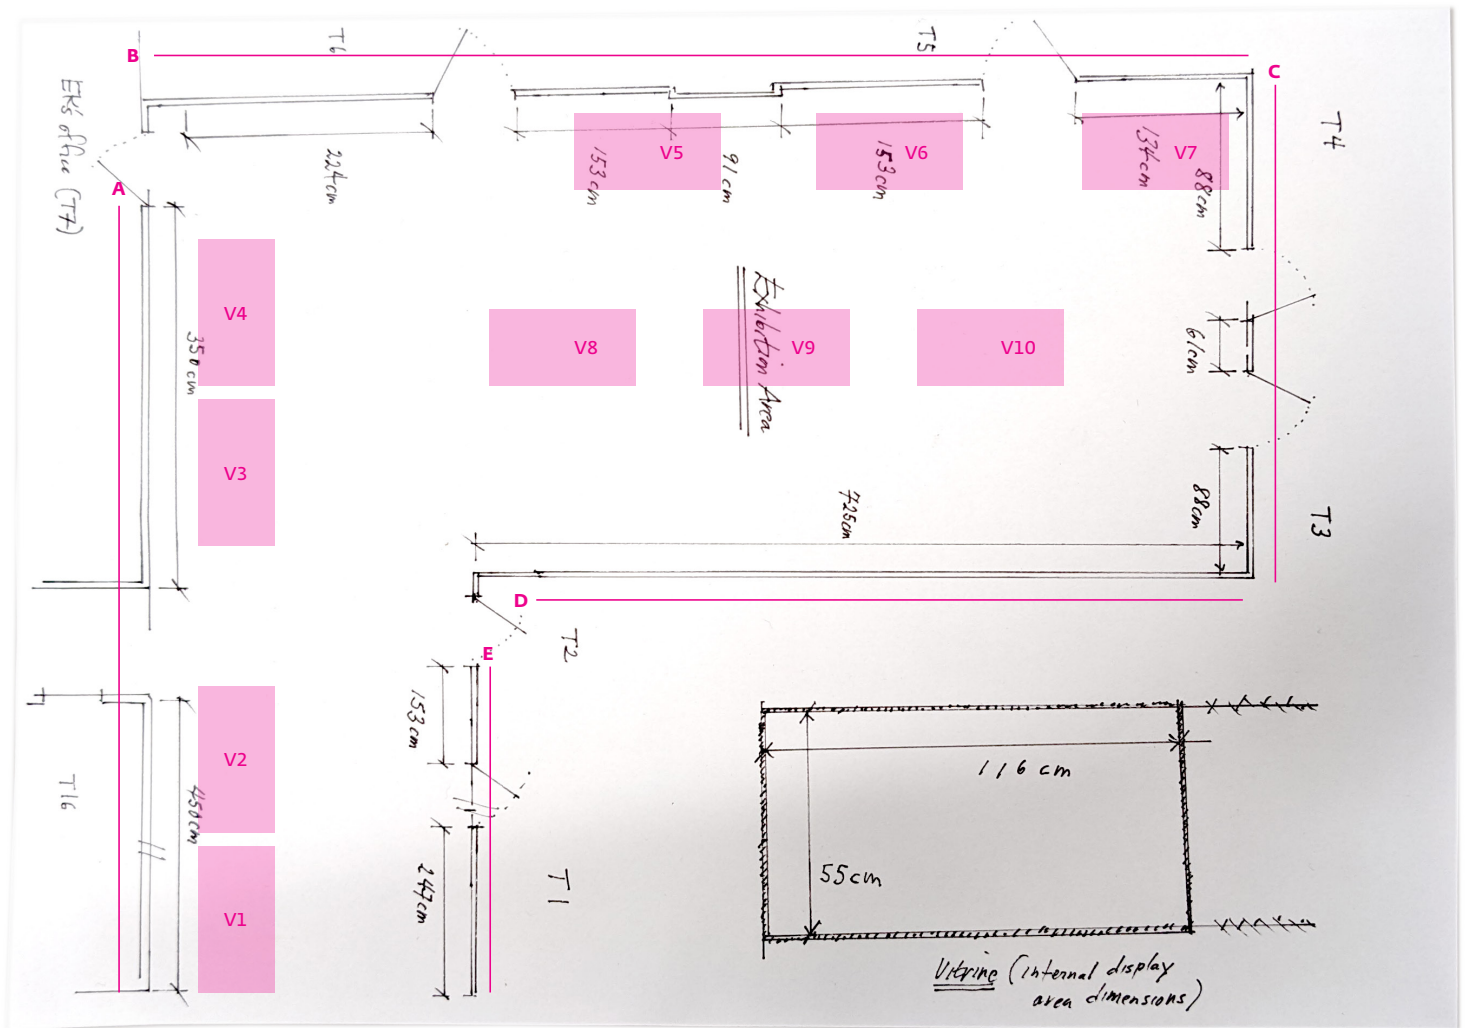 B
T6
T5
C
EKs' office (T7)
A
224cm
153cm
V5
91cm
153cm
V6
134cm
V7
88cm
T4
V4
350cm
V3
V8
Exhibition Area
V9
V10
61cm
725cm
88cm
T3
D
T2
E
153cm
V2
T16
450cm
V1
247cm
T1
116 cm
55cm
Vitrine (internal display
area dimensions)